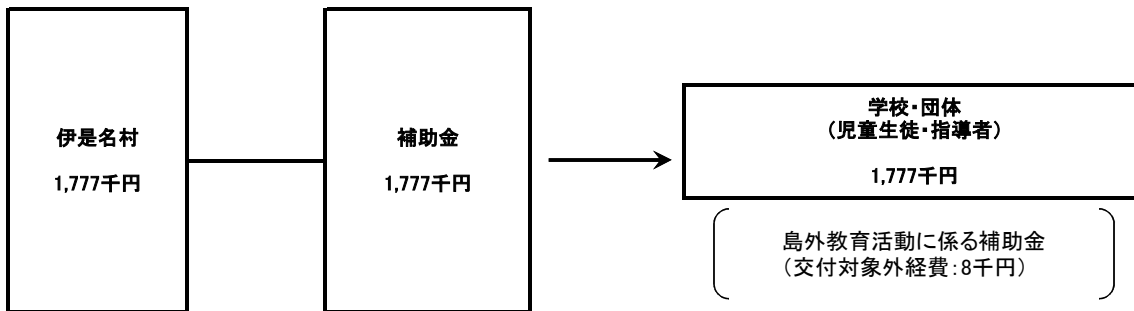 伊是名村
1,777千円
補助金
1,777千円
学校・団体
(児童生徒・指導者)
1,777千円
島外教育活動に係る補助金
(交付対象外経費:8千円)